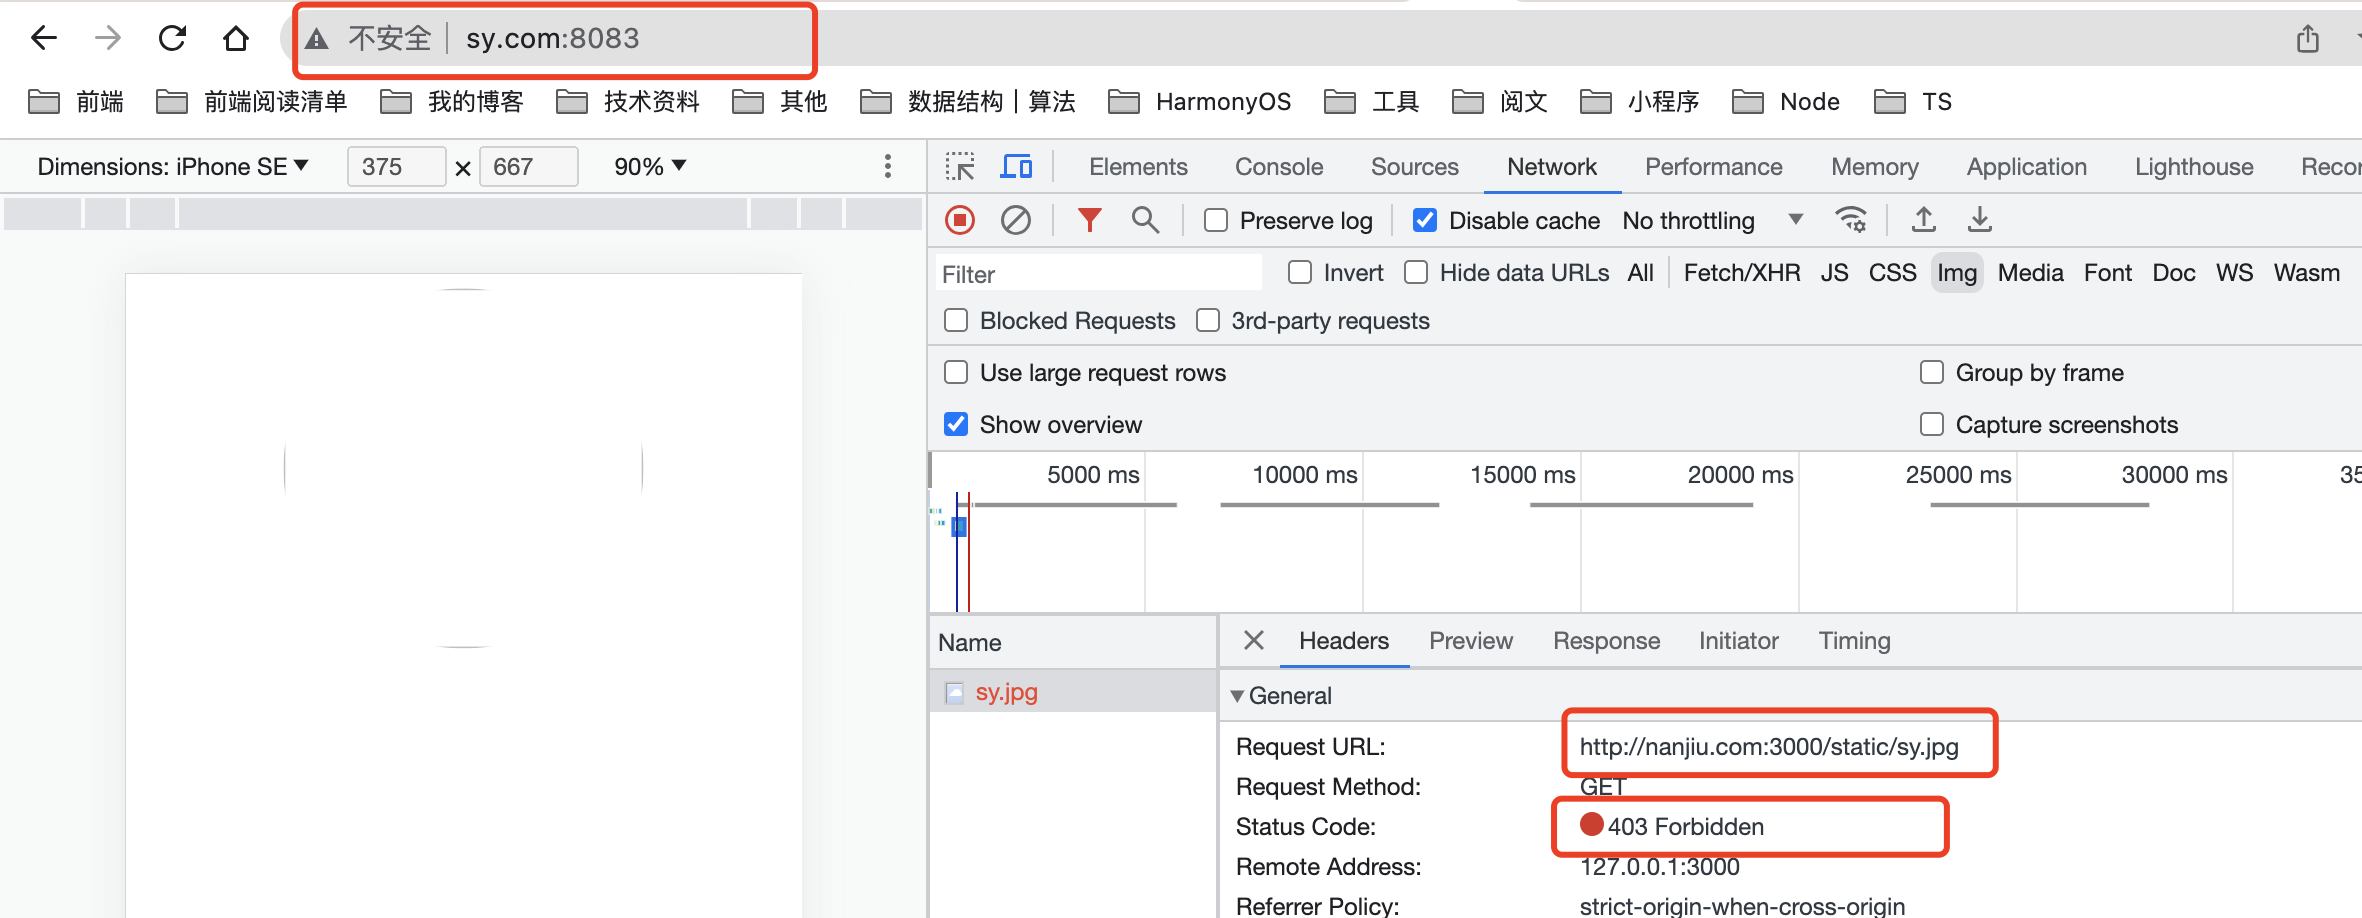 不安全 | sy.com:8083
前端 前端阅读清单 我的博客 技术资料 其他 数据结构｜算法 HarmonyOS 工具 阅文 小程序 Node TS
Dimensions: iPhone SE 375 × 667 90%
Elements Console Sources Network Performance Memory Application Lighthouse Recor
Preserve log Disable cache No throttling
Filter Invert Hide data URLs All Fetch/XHR JS CSS Img Media Font Doc WS Wasm
Blocked Requests 3rd-party requests
Use large request rows Group by frame
Show overview Capture screenshots
5000 ms 10000 ms 15000 ms 20000 ms 25000 ms 30000 ms 35
Name Headers Preview Response Initiator Timing
sy.jpg General
Request URL: http://nanjiu.com:3000/static/sy.jpg
Request Method: GET
Status Code: 403 Forbidden
Remote Address: 127.0.0.1:3000
Referrer Policy: strict-origin-when-cross-origin